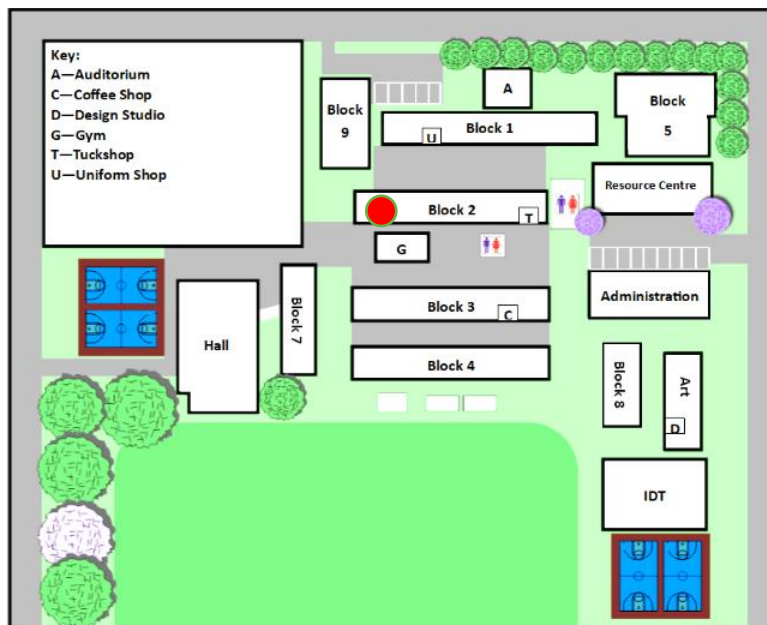 Key:
A—Auditorium
C—Coffee Shop
D—Design Studio
G—Gym
T—Tuckshop
U—Uniform Shop
Block
9
A
Block 1
U
Block
5
Resource Centre
Block 2
T
G
Administration
Block 3
C
Block 7
Hall
Block 4
Block 8
Art
D
IDT